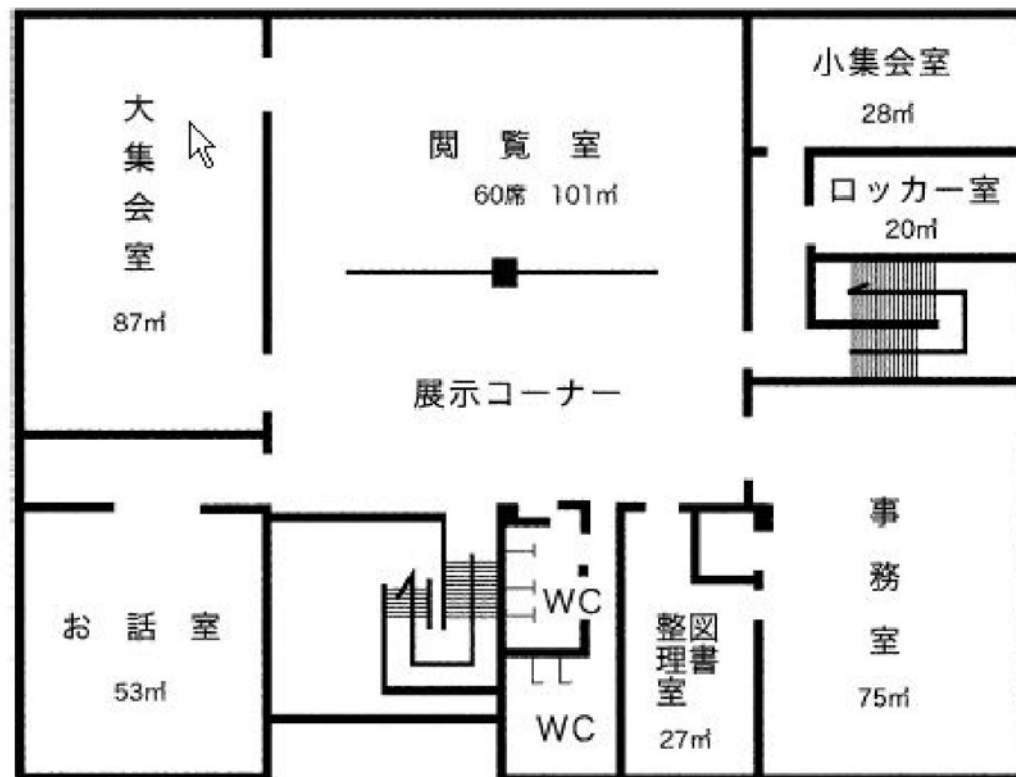 大集会室
87㎡
閲覧室
60席 101㎡
小集会室
28㎡
ロッカー室
20㎡
展示コーナー
お話室
53㎡
WC
WC
図書
整理室
27㎡
事務室
75㎡